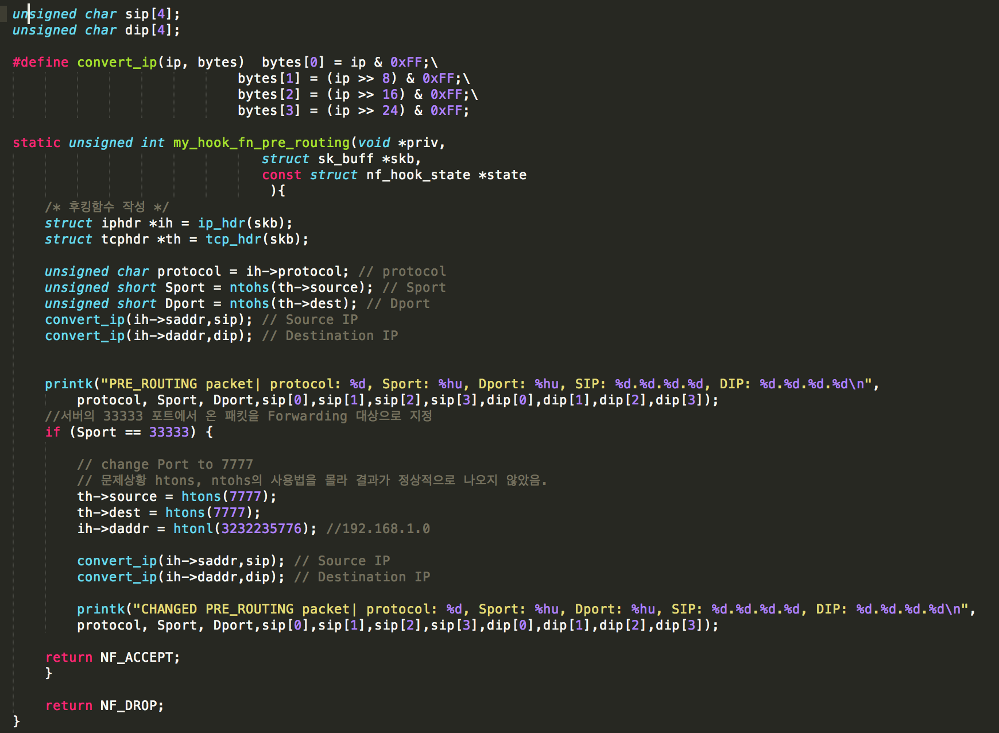 unsigned char sip[4];
unsigned char dip[4];
#define convert_ip(ip, bytes)  bytes[0] = ip & 0xFF;\
bytes[1] = (ip >> 8) & 0xFF;\
bytes[2] = (ip >> 16) & 0xFF;\
bytes[3] = (ip >> 24) & 0xFF;
static unsigned int my_hook_fn_pre_routing(void *priv,
struct sk_buff *skb,
const struct nf_hook_state *state
){
/* 후킹함수 작성 */
struct iphdr *ih = ip_hdr(skb);
struct tcphdr *th = tcp_hdr(skb);
unsigned char protocol = ih->protocol; // protocol
unsigned short Sport = ntohs(th->source); // Sport
unsigned short Dport = ntohs(th->dest); // Dport
convert_ip(ih->saddr,sip); // Source IP
convert_ip(ih->daddr,dip); // Destination IP
printk("PRE_ROUTING packet| protocol: %d, Sport: %hu, Dport: %hu, SIP: %d.%d.%d.%d, DIP: %d.%d.%d.%d\n",
protocol, Sport, Dport,sip[0],sip[1],sip[2],sip[3],dip[0],dip[1],dip[2],dip[3]);
//서버의 33333 포트에서 온 패킷을 Forwarding 대상으로 지정
if (Sport == 33333) {
// change Port to 7777
// 문제상황 htons, ntohs의 사용법을 몰라 결과가 정상적으로 나오지 않았음.
th->source = htons(7777);
th->dest = htons(7777);
ih->daddr = htonl(3232235776); //192.168.1.0
convert_ip(ih->saddr,sip); // Source IP
convert_ip(ih->daddr,dip); // Destination IP
printk("CHANGED PRE_ROUTING packet| protocol: %d, Sport: %hu, Dport: %hu, SIP: %d.%d.%d.%d, DIP: %d.%d.%d.%d\n",
protocol, Sport, Dport,sip[0],sip[1],sip[2],sip[3],dip[0],dip[1],dip[2],dip[3]);
return NF_ACCEPT;
}
return NF_DROP;
}